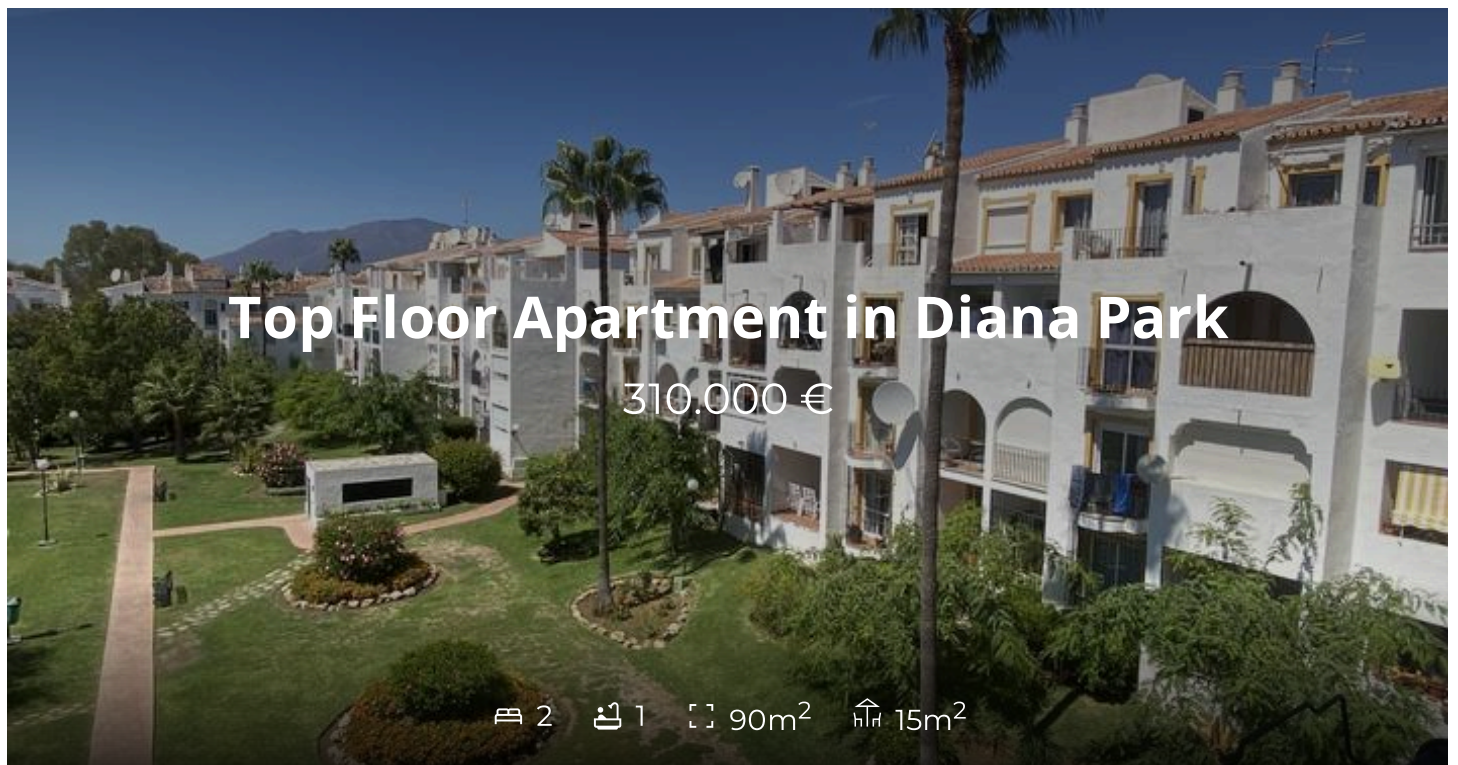 Top Floor Apartment in Diana Park
310.000 €
2 1 90m² 15m²